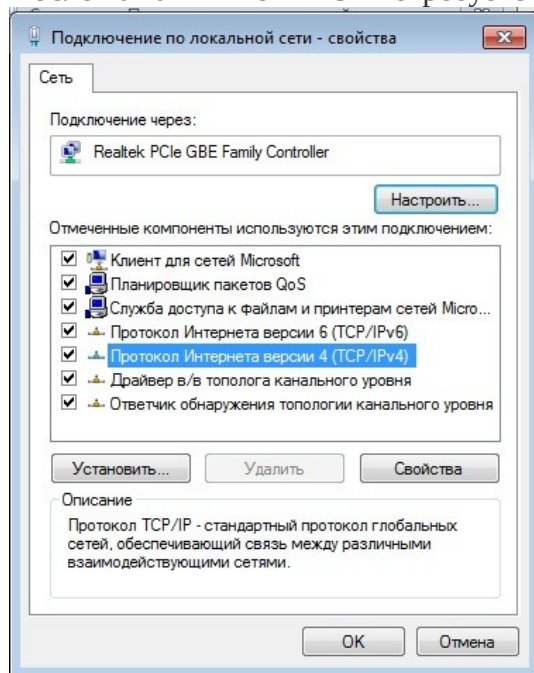 Подключение по локальной сети - свойства
Сеть
Подключение через:
Realtek PCIe GBE Family Controller
Настроить...
Отмеченные компоненты используются этим подключением:
Клиент для сетей Microsoft
Планировщик пакетов QoS
Служба доступа к файлам и принтерам сетей Micro...
Протокол Интернета версии 6 (TCP/IPv6)
Протокол Интернета версии 4 (TCP/IPv4)
Драйвер в/в тополога канального уровня
Ответчик обнаружения топологии канального уровня
Установить... Удалить Свойства
Описание
Протокол TCP/IP - стандартный протокол глобальных
сетей, обеспечивающий связь между различными
взаимодействующими сетями.
OK Отмена